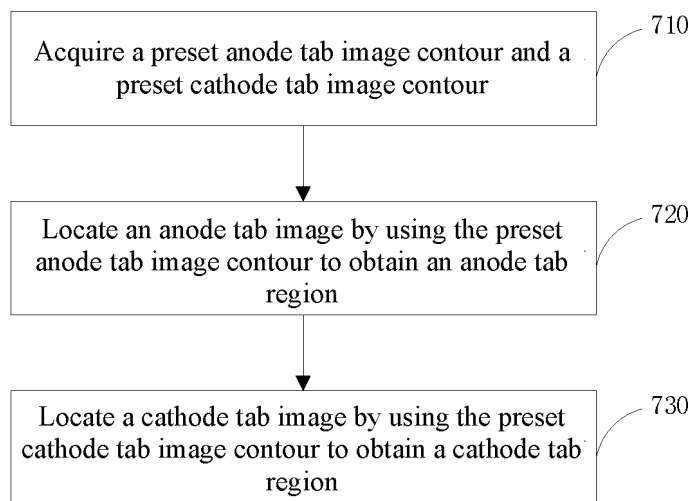 Acquire a preset anode tab image contour and a
preset cathode tab image contour
710
Locate an anode tab image by using the preset
anode tab image contour to obtain an anode tab
region
720
Locate a cathode tab image by using the preset
cathode tab image contour to obtain a cathode tab
region
730